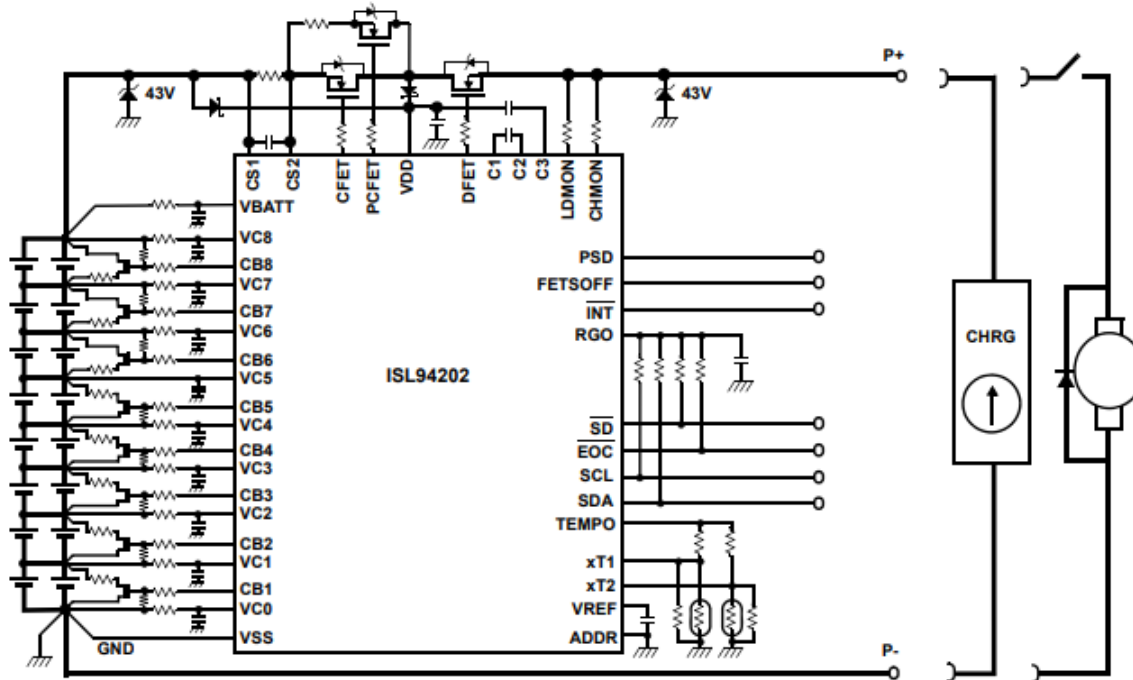 P+
43V
43V
CS1
CS2
CFET
PCFET
VDD
DFET
C1
C2
C3
LDMON
CHMON
VBATT
VC8
CB8
VC7
CB7
VC6
CB6
VC5
CB5
VC4
CB4
VC3
CB3
VC2
CB2
VC1
CB1
VC0
VSS
GND
ISL94202
PSD
FETSOFF
INT
RGO
SD
EOC
SCL
SDA
TEMPO
xT1
xT2
VREF
ADDR
CHRG
P-